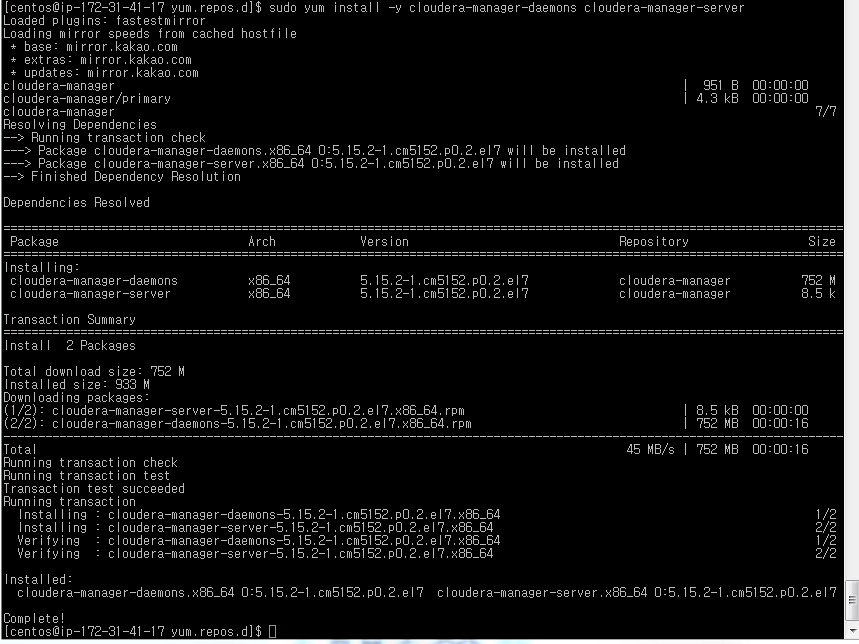 [centos@ip-172-31-41-17 yum.repos.d]$ sudo yum install -y cloudera-manager-daemons cloudera-manager-server
Loaded plugins: fastestmirror
Loading mirror speeds from cached hostfile
 * base: mirror.kakao.com
 * extras: mirror.kakao.com
 * updates: mirror.kakao.com
cloudera-manager | 951 B 00:00:00
cloudera-manager/primary | 4.3 kB 00:00:00
cloudera-manager 7/7
Resolving Dependencies
--> Running transaction check
---> Package cloudera-manager-daemons.x86_64 0:5.15.2-1.cm5152.p0.2.el7 will be installed
---> Package cloudera-manager-server.x86_64 0:5.15.2-1.cm5152.p0.2.el7 will be installed
--> Finished Dependency Resolution
Dependencies Resolved
Package Arch Version Repository Size
Installing:
cloudera-manager-daemons x86_64 5.15.2-1.cm5152.p0.2.el7 cloudera-manager 752 M
cloudera-manager-server x86_64 5.15.2-1.cm5152.p0.2.el7 cloudera-manager 8.5 k
Transaction Summary
Install 2 Packages
Total download size: 752 M
Installed size: 933 M
Downloading packages:
(1/2): cloudera-manager-server-5.15.2-1.cm5152.p0.2.el7.x86_64.rpm | 8.5 kB 00:00:00
(2/2): cloudera-manager-daemons-5.15.2-1.cm5152.p0.2.el7.x86_64.rpm | 752 MB 00:00:16
Total 45 MB/s | 752 MB 00:00:16
Running transaction check
Running transaction test
Transaction test succeeded
Running transaction
Installing : cloudera-manager-daemons-5.15.2-1.cm5152.p0.2.el7.x86_64 1/2
Installing : cloudera-manager-server-5.15.2-1.cm5152.p0.2.el7.x86_64 2/2
Verifying : cloudera-manager-daemons-5.15.2-1.cm5152.p0.2.el7.x86_64 1/2
Verifying : cloudera-manager-server-5.15.2-1.cm5152.p0.2.el7.x86_64 2/2
Installed:
cloudera-manager-daemons.x86_64 0:5.15.2-1.cm5152.p0.2.el7 cloudera-manager-server.x86_64 0:5.15.2-1.cm5152.p0.2.el7
Complete!
[centos@ip-172-31-41-17 yum.repos.d]$